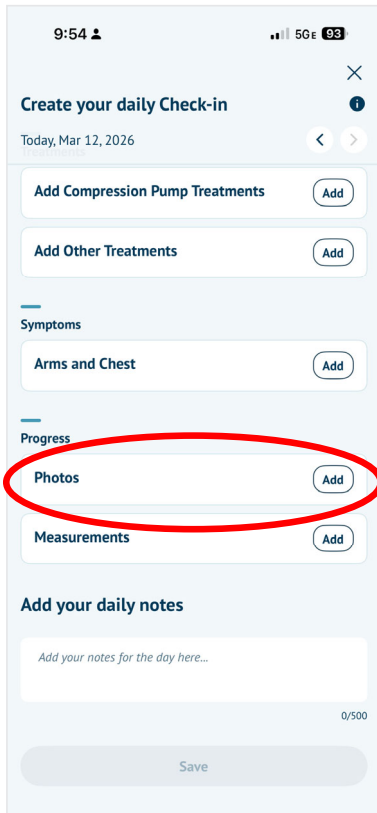 9:54
5GE 93
Create your daily Check-in
Today, Mar 12, 2026
Treatments
Add Compression Pump Treatments
Add
Add Other Treatments
Add
Symptoms
Arms and Chest
Add
Progress
Photos
Add
Measurements
Add
Add your daily notes
Add your notes for the day here...
0/500
Save